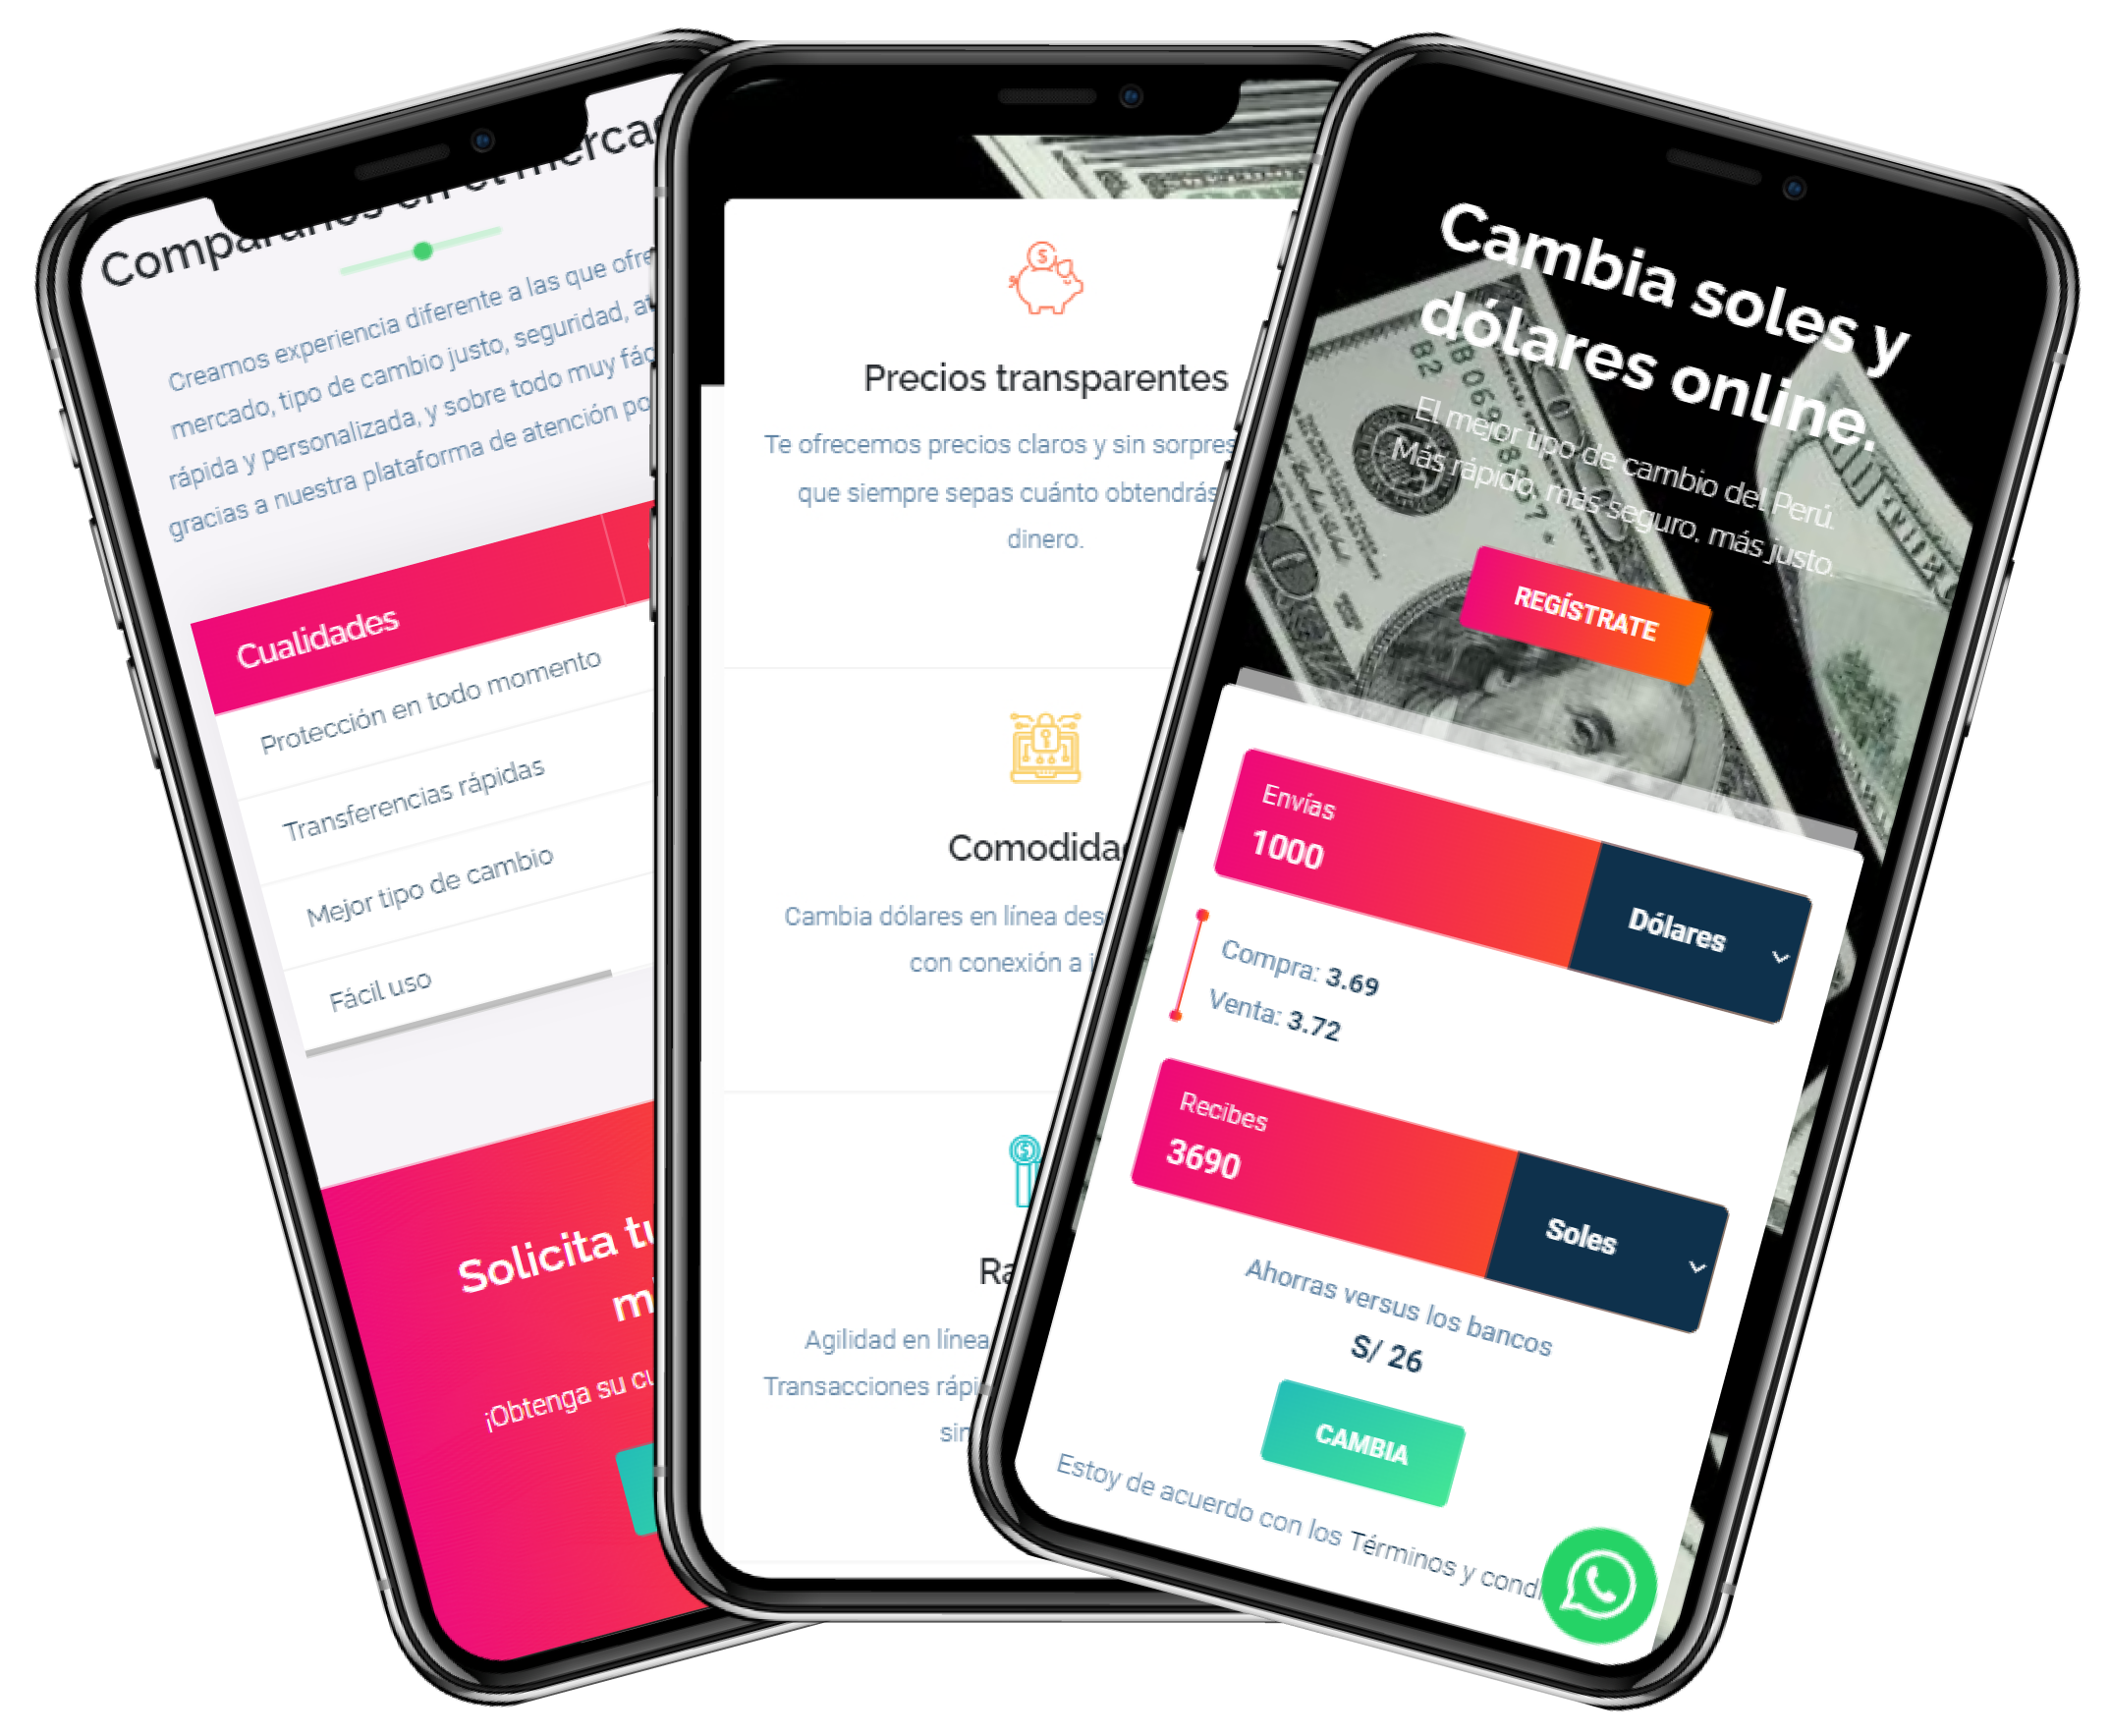 Comparanos en el mercad
Creamos experiencia diferente a las que ofre
mercado, tipo de cambio justo, seguridad, at
rápida y personalizada, y sobre todo muy fác
gracias a nuestra plataforma de atención po
Cualidades
Protección en todo momento
Transferencias rápidas
Mejor tipo de cambio
Fácil uso
Solicita tu
m
¡Obtenga su cu
Precios transparentes
Te ofrecemos precios claros y sin sorpres
que siempre sepas cuánto obtendrás
dinero.
Comodida
Cambia dólares en línea des
con conexión a i
Ra
Agilidad en línea
Transacciones rápi
sin
Cambia soles y
dólares online.
El mejor tipo de cambio del Perú.
Más rápido, más seguro, más justo.
REGÍSTRATE
Envías
1000
Dólares
Compra: 3.69
Venta: 3.72
Recibes
3690
Soles
Ahorras versus los bancos
S/ 26
CAMBIA
Estoy de acuerdo con los Términos y condi